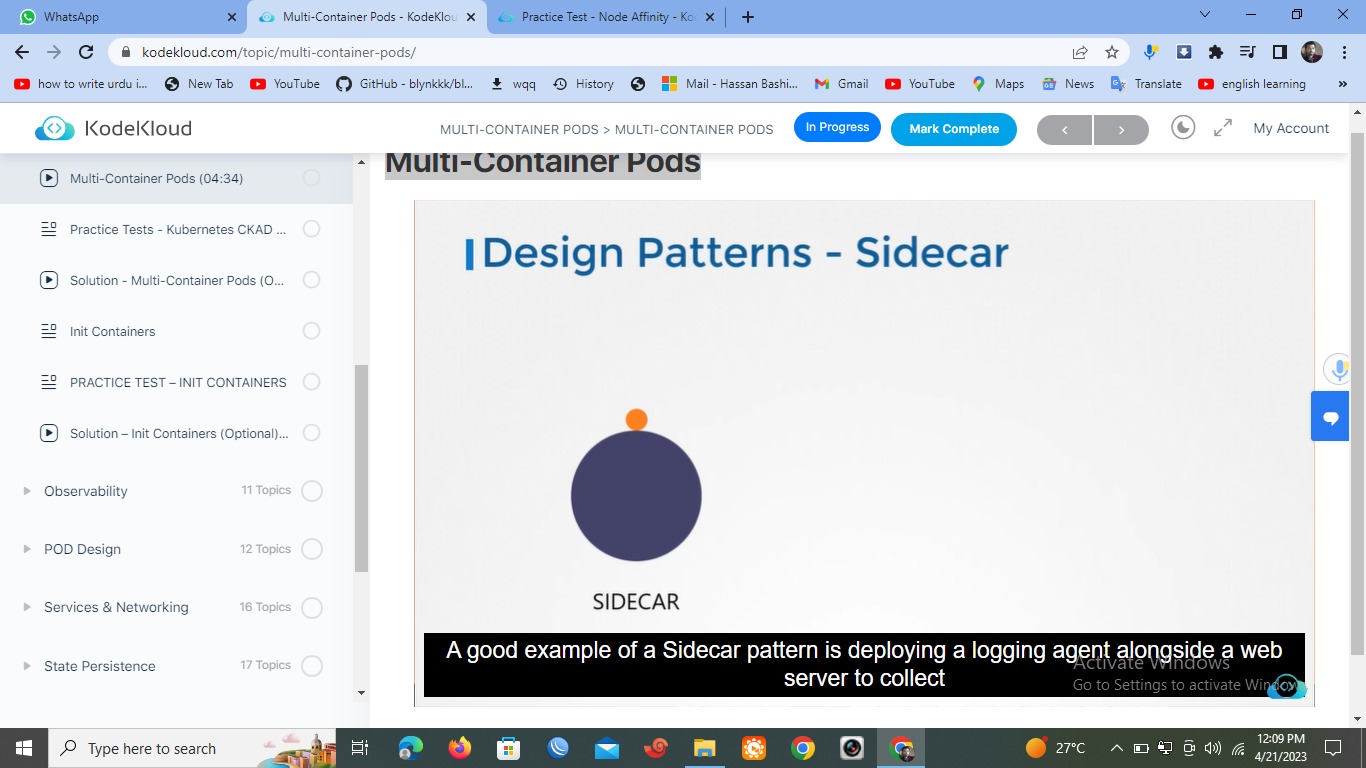 WhatsApp
Multi-Container Pods - KodeKlou
Practice Test - Node Affinity - Ko
kodekloud.com/topic/multi-container-pods/
how to write urdu i...
New Tab
YouTube
GitHub - blynkkk/bl...
wqq
History
Mail - Hassan Bashi...
Gmail
YouTube
Maps
News
Translate
english learning
»
KodeKloud
MULTI-CONTAINER PODS > MULTI-CONTAINER PODS
In Progress
Mark Complete
My Account
Multi-Container Pods (04:34)
Practice Tests - Kubernetes CKAD ...
Solution - Multi-Container Pods (O...
Init Containers
PRACTICE TEST – INIT CONTAINERS
Solution – Init Containers (Optional)...
Observability 11 Topics
POD Design 12 Topics
Services & Networking 16 Topics
State Persistence 17 Topics
Multi-Container Pods
Design Patterns - Sidecar
SIDECAR
A good example of a Sidecar pattern is deploying a logging agent alongside a web
server to collect
Activate Windows
Go to Settings to activate Windows.
Type here to search
27°C
12:09 PM
4/21/2023